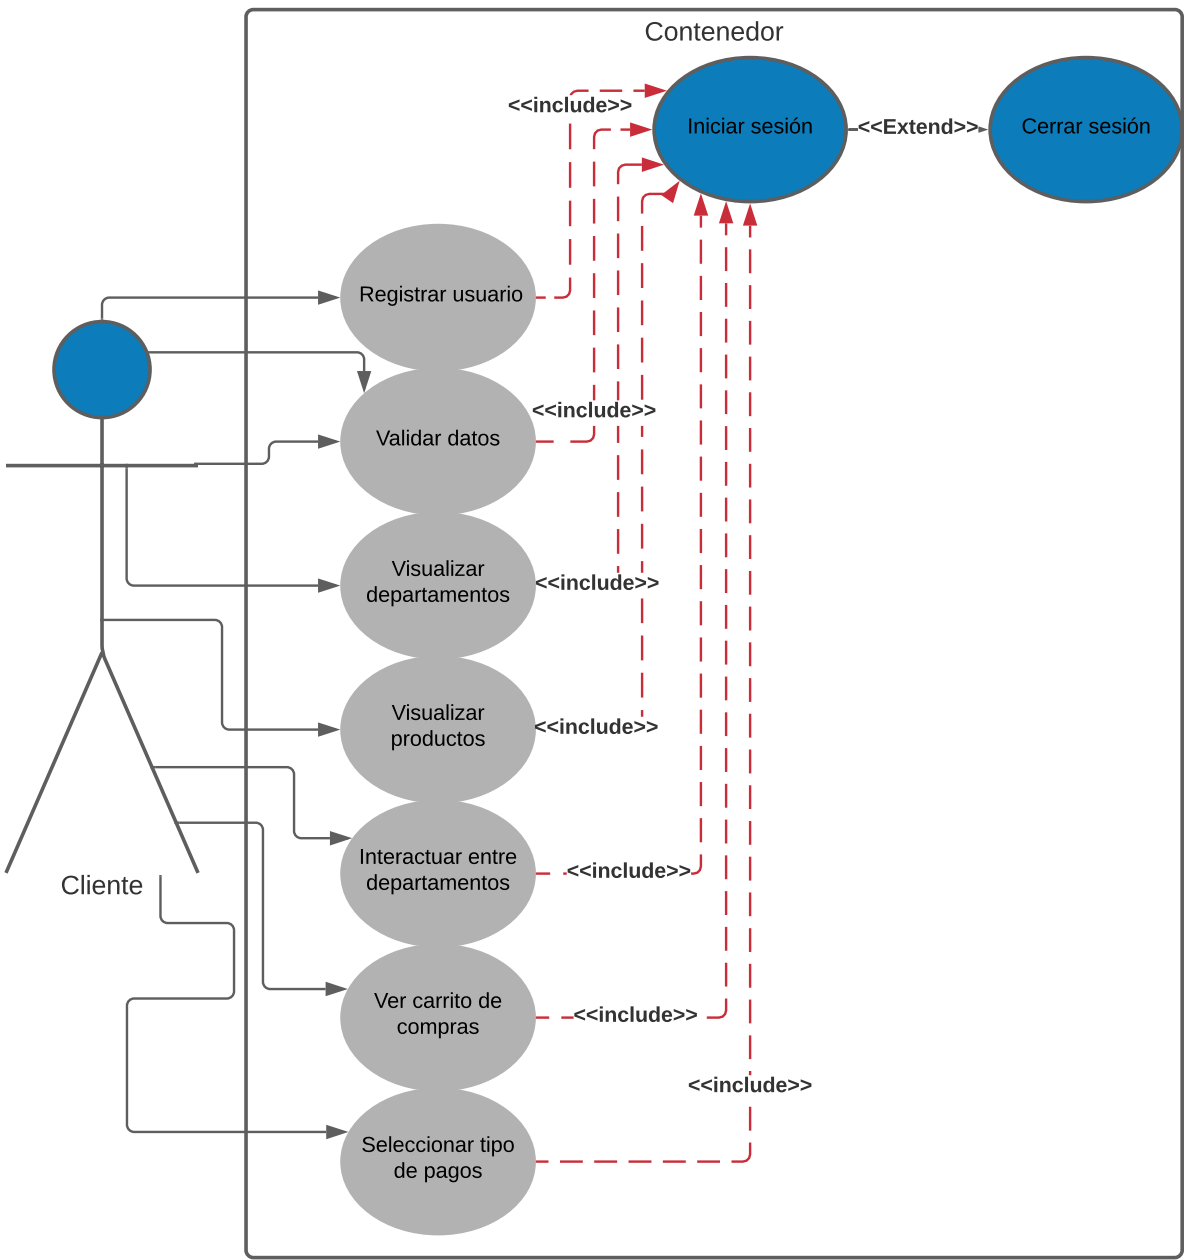 Contenedor
<<include>>
Iniciar sesión
<<Extend>>
Cerrar sesión
Registrar usuario
<<include>>
Validar datos
Visualizar
departamentos
<<include>>
Visualizar
productos
<<include>>
Interactuar entre
departamentos
<<include>>
Cliente
Ver carrito de
compras
<<include>>
<<include>>
Seleccionar tipo
de pagos